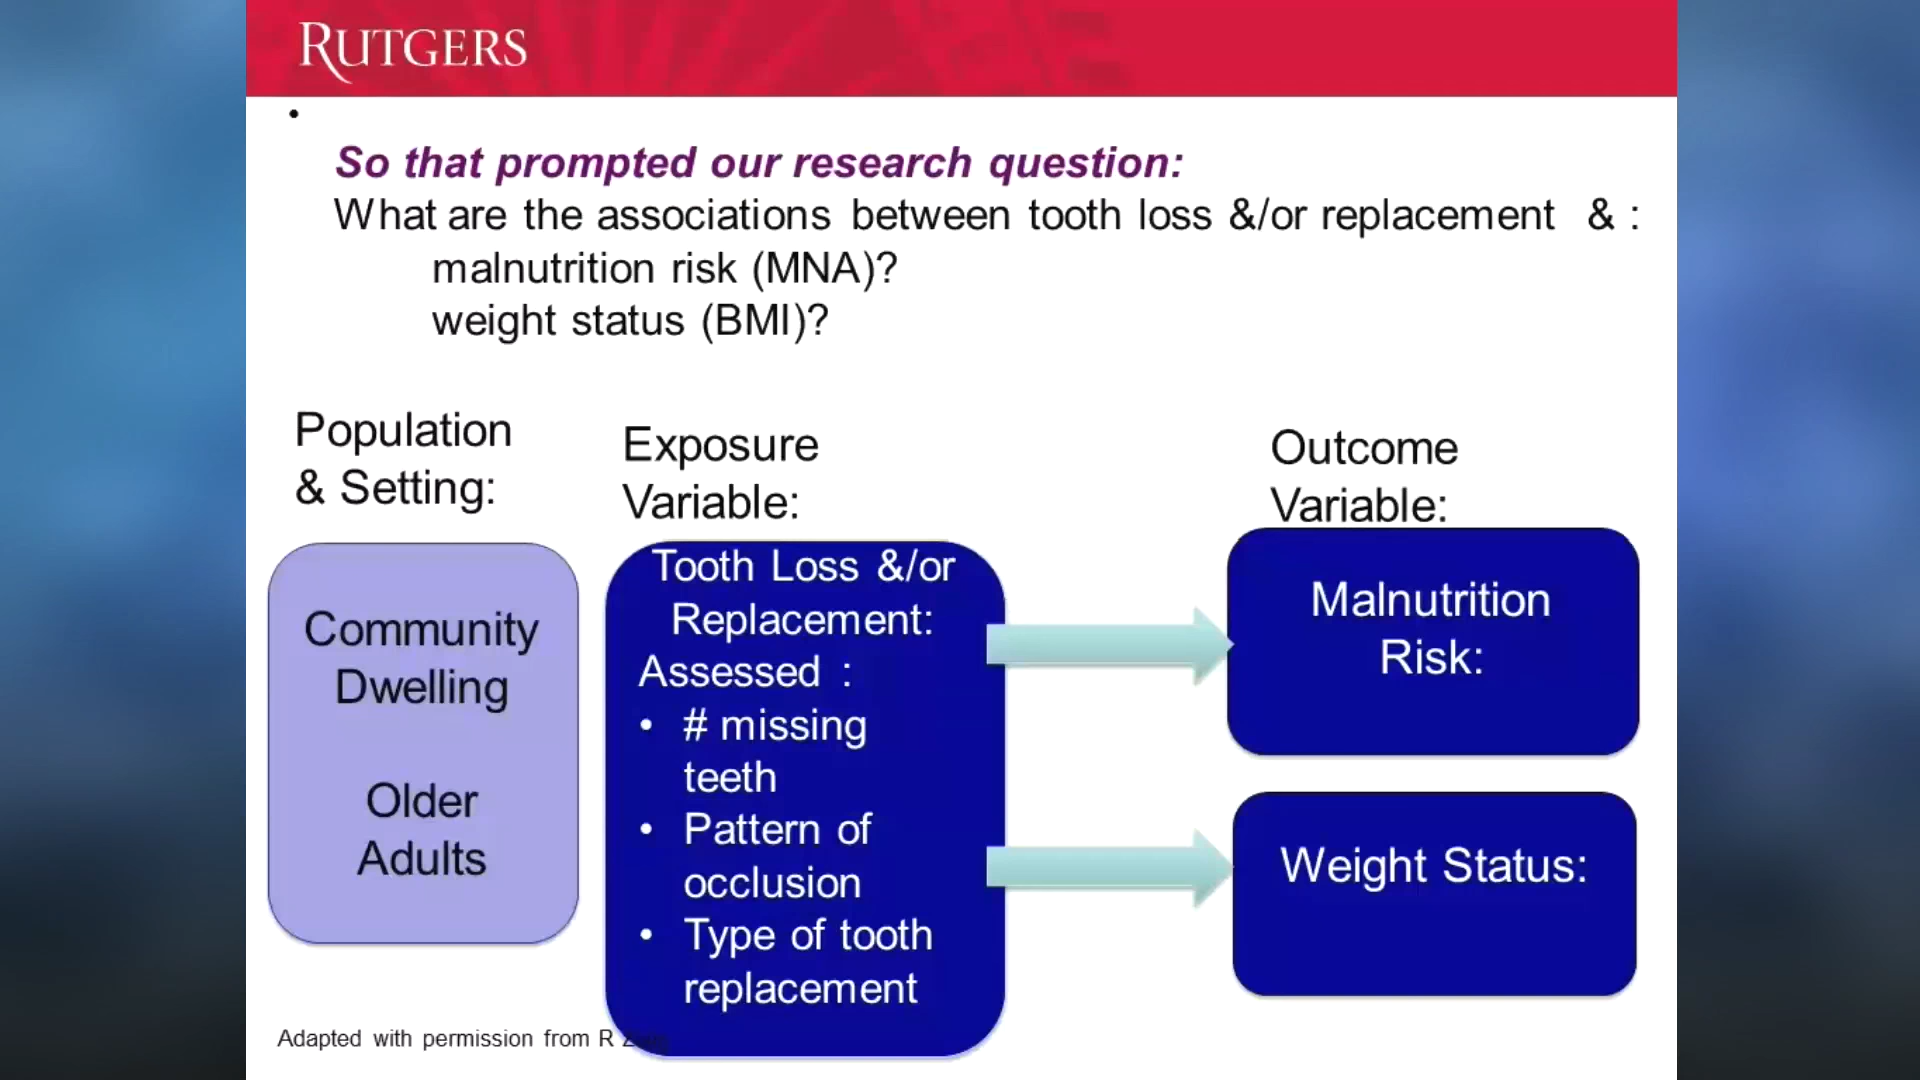 RUTGERS
So that prompted our research question:
What are the associations between tooth loss &/or replacement & :
malnutrition risk (MNA)?
weight status (BMI)?
Population
& Setting:
Community
Dwelling
Older
Adults
Exposure
Variable:
Tooth Loss &/or
Replacement:
Assessed :
• # missing
teeth
• Pattern of
occlusion
• Type of tooth
replacement
Outcome
Variable:
Malnutrition
Risk:
Weight Status:
Adapted with permission from R